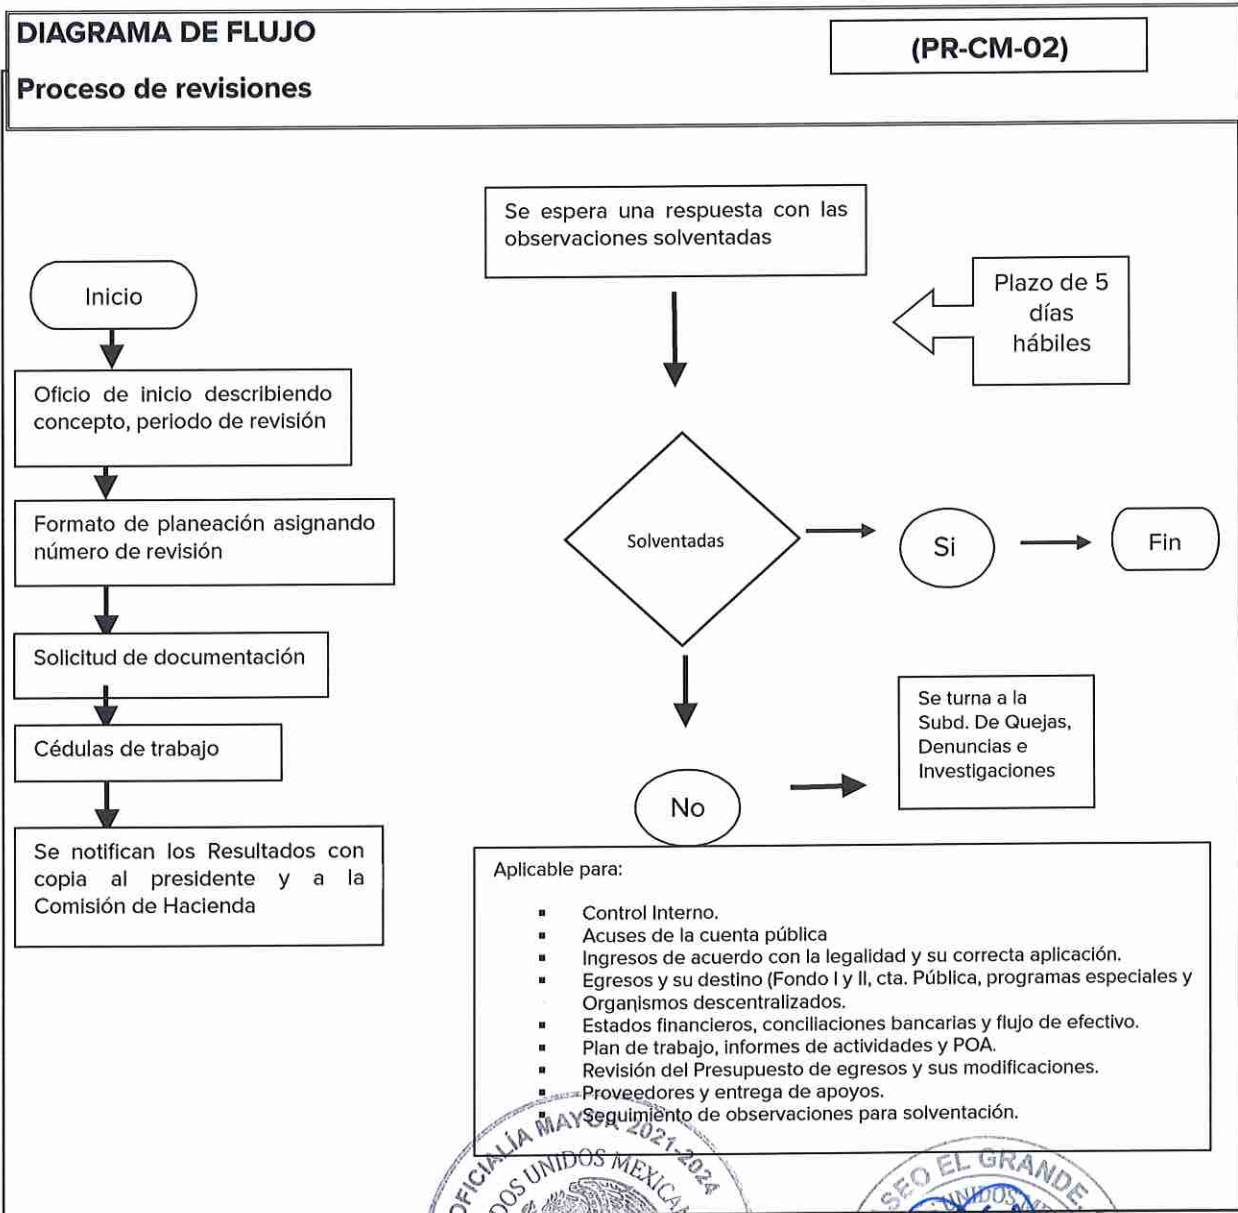 DIAGRAMA DE FLUJO
(PR-CM-02)
Proceso de revisiones
Inicio
Oficio de inicio describiendo
concepto, periodo de revisión
Formato de planeación asignando
número de revisión
Solicitud de documentación
Cédulas de trabajo
Se notifican los Resultados con
copia al presidente y a la
Comisión de Hacienda
Se espera una respuesta con las
observaciones solventadas
Plazo de 5
días
hábiles
Solventadas
Si
Fin
No
Se turna a la
Subd. De Quejas,
Denuncias e
Investigaciones
Aplicable para:
▪ Control Interno.
▪ Acuses de la cuenta pública
▪ Ingresos de acuerdo con la legalidad y su correcta aplicación.
▪ Egresos y su destino (Fondo I y II, cta. Pública, programas especiales y
Organismos descentralizados.
▪ Estados financieros, conciliaciones bancarias y flujo de efectivo.
▪ Plan de trabajo, informes de actividades y POA.
▪ Revisión del Presupuesto de egresos y sus modificaciones.
▪ Proveedores y entrega de apoyos.
▪ Seguimiento de observaciones para solventación.
OFICIALÍA MAYOR 2021-2024
UNIDOS
EL GRANDE,
UNIDOS